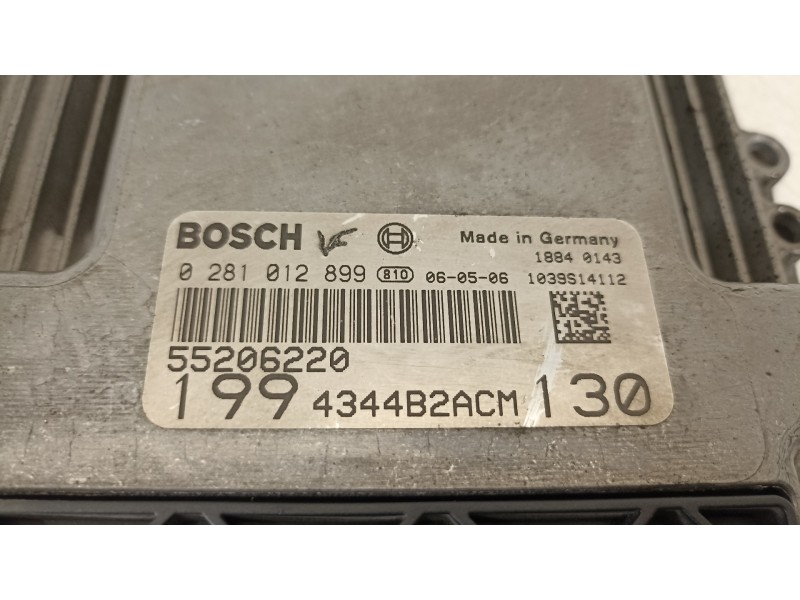 BOSCH Made in Germany
1884 0143
0 281 012 899 810 06-05-06 1039S14112
55206220
199 4344B2ACM 130